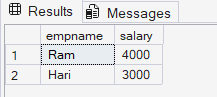 Results Messages
empname salary
1 Ram 4000
2 Hari 3000